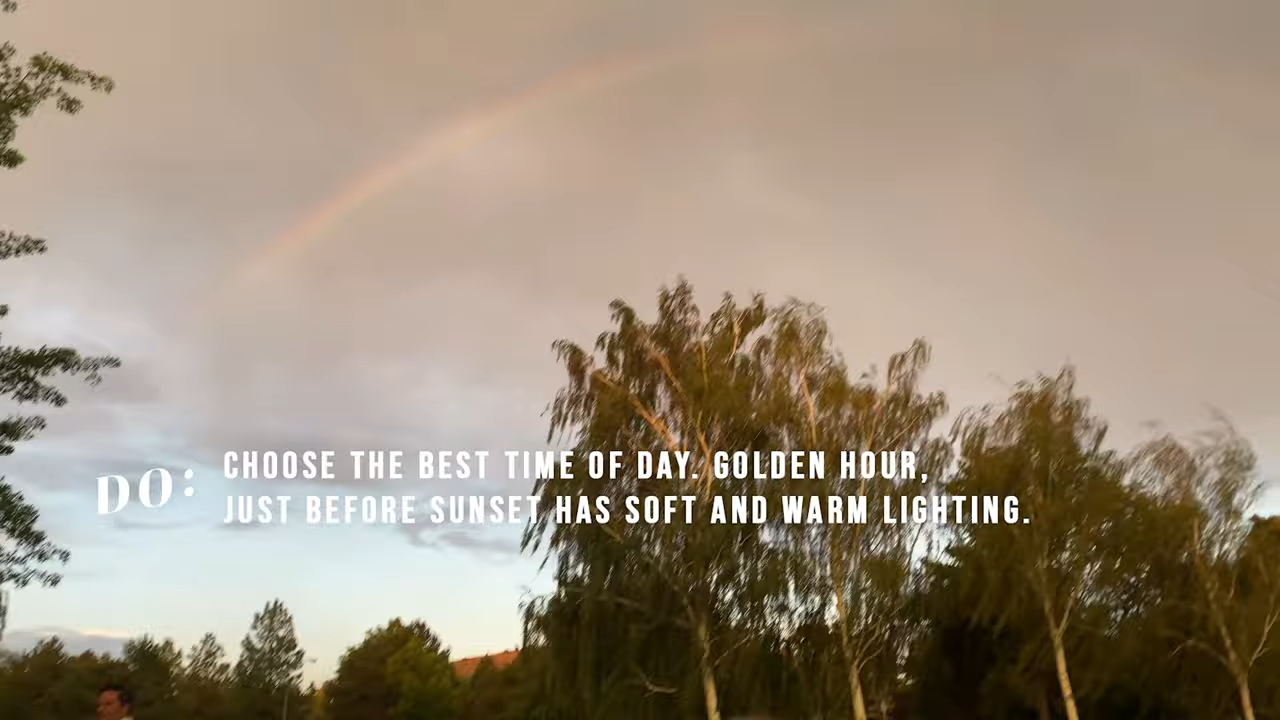 DO: CHOOSE THE BEST TIME OF DAY. GOLDEN HOUR,
JUST BEFORE SUNSET HAS SOFT AND WARM LIGHTING.